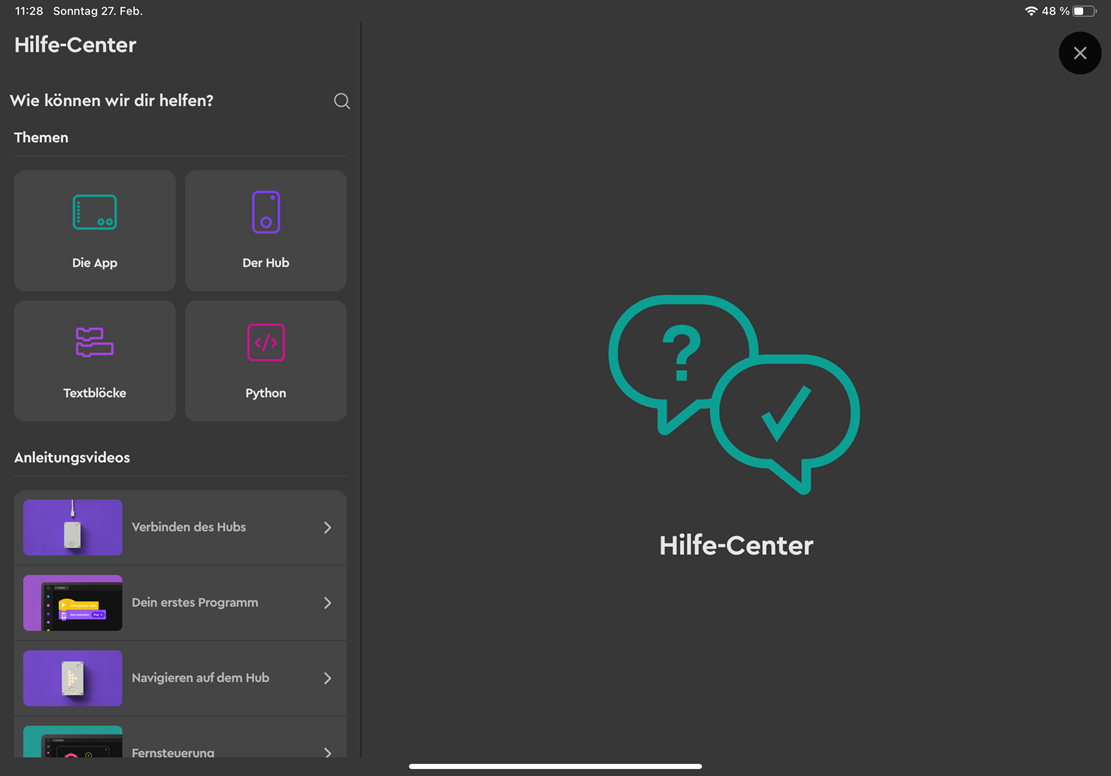 11:28 Sonntag 27. Feb.
48 %
Hilfe-Center
Wie können wir dir helfen?
Themen
Die App
Der Hub
Textblöcke
Python
Anleitungsvideos
Verbinden des Hubs
Dein erstes Programm
Navigieren auf dem Hub
Fernsteuerung
?
</>
Hilfe-Center